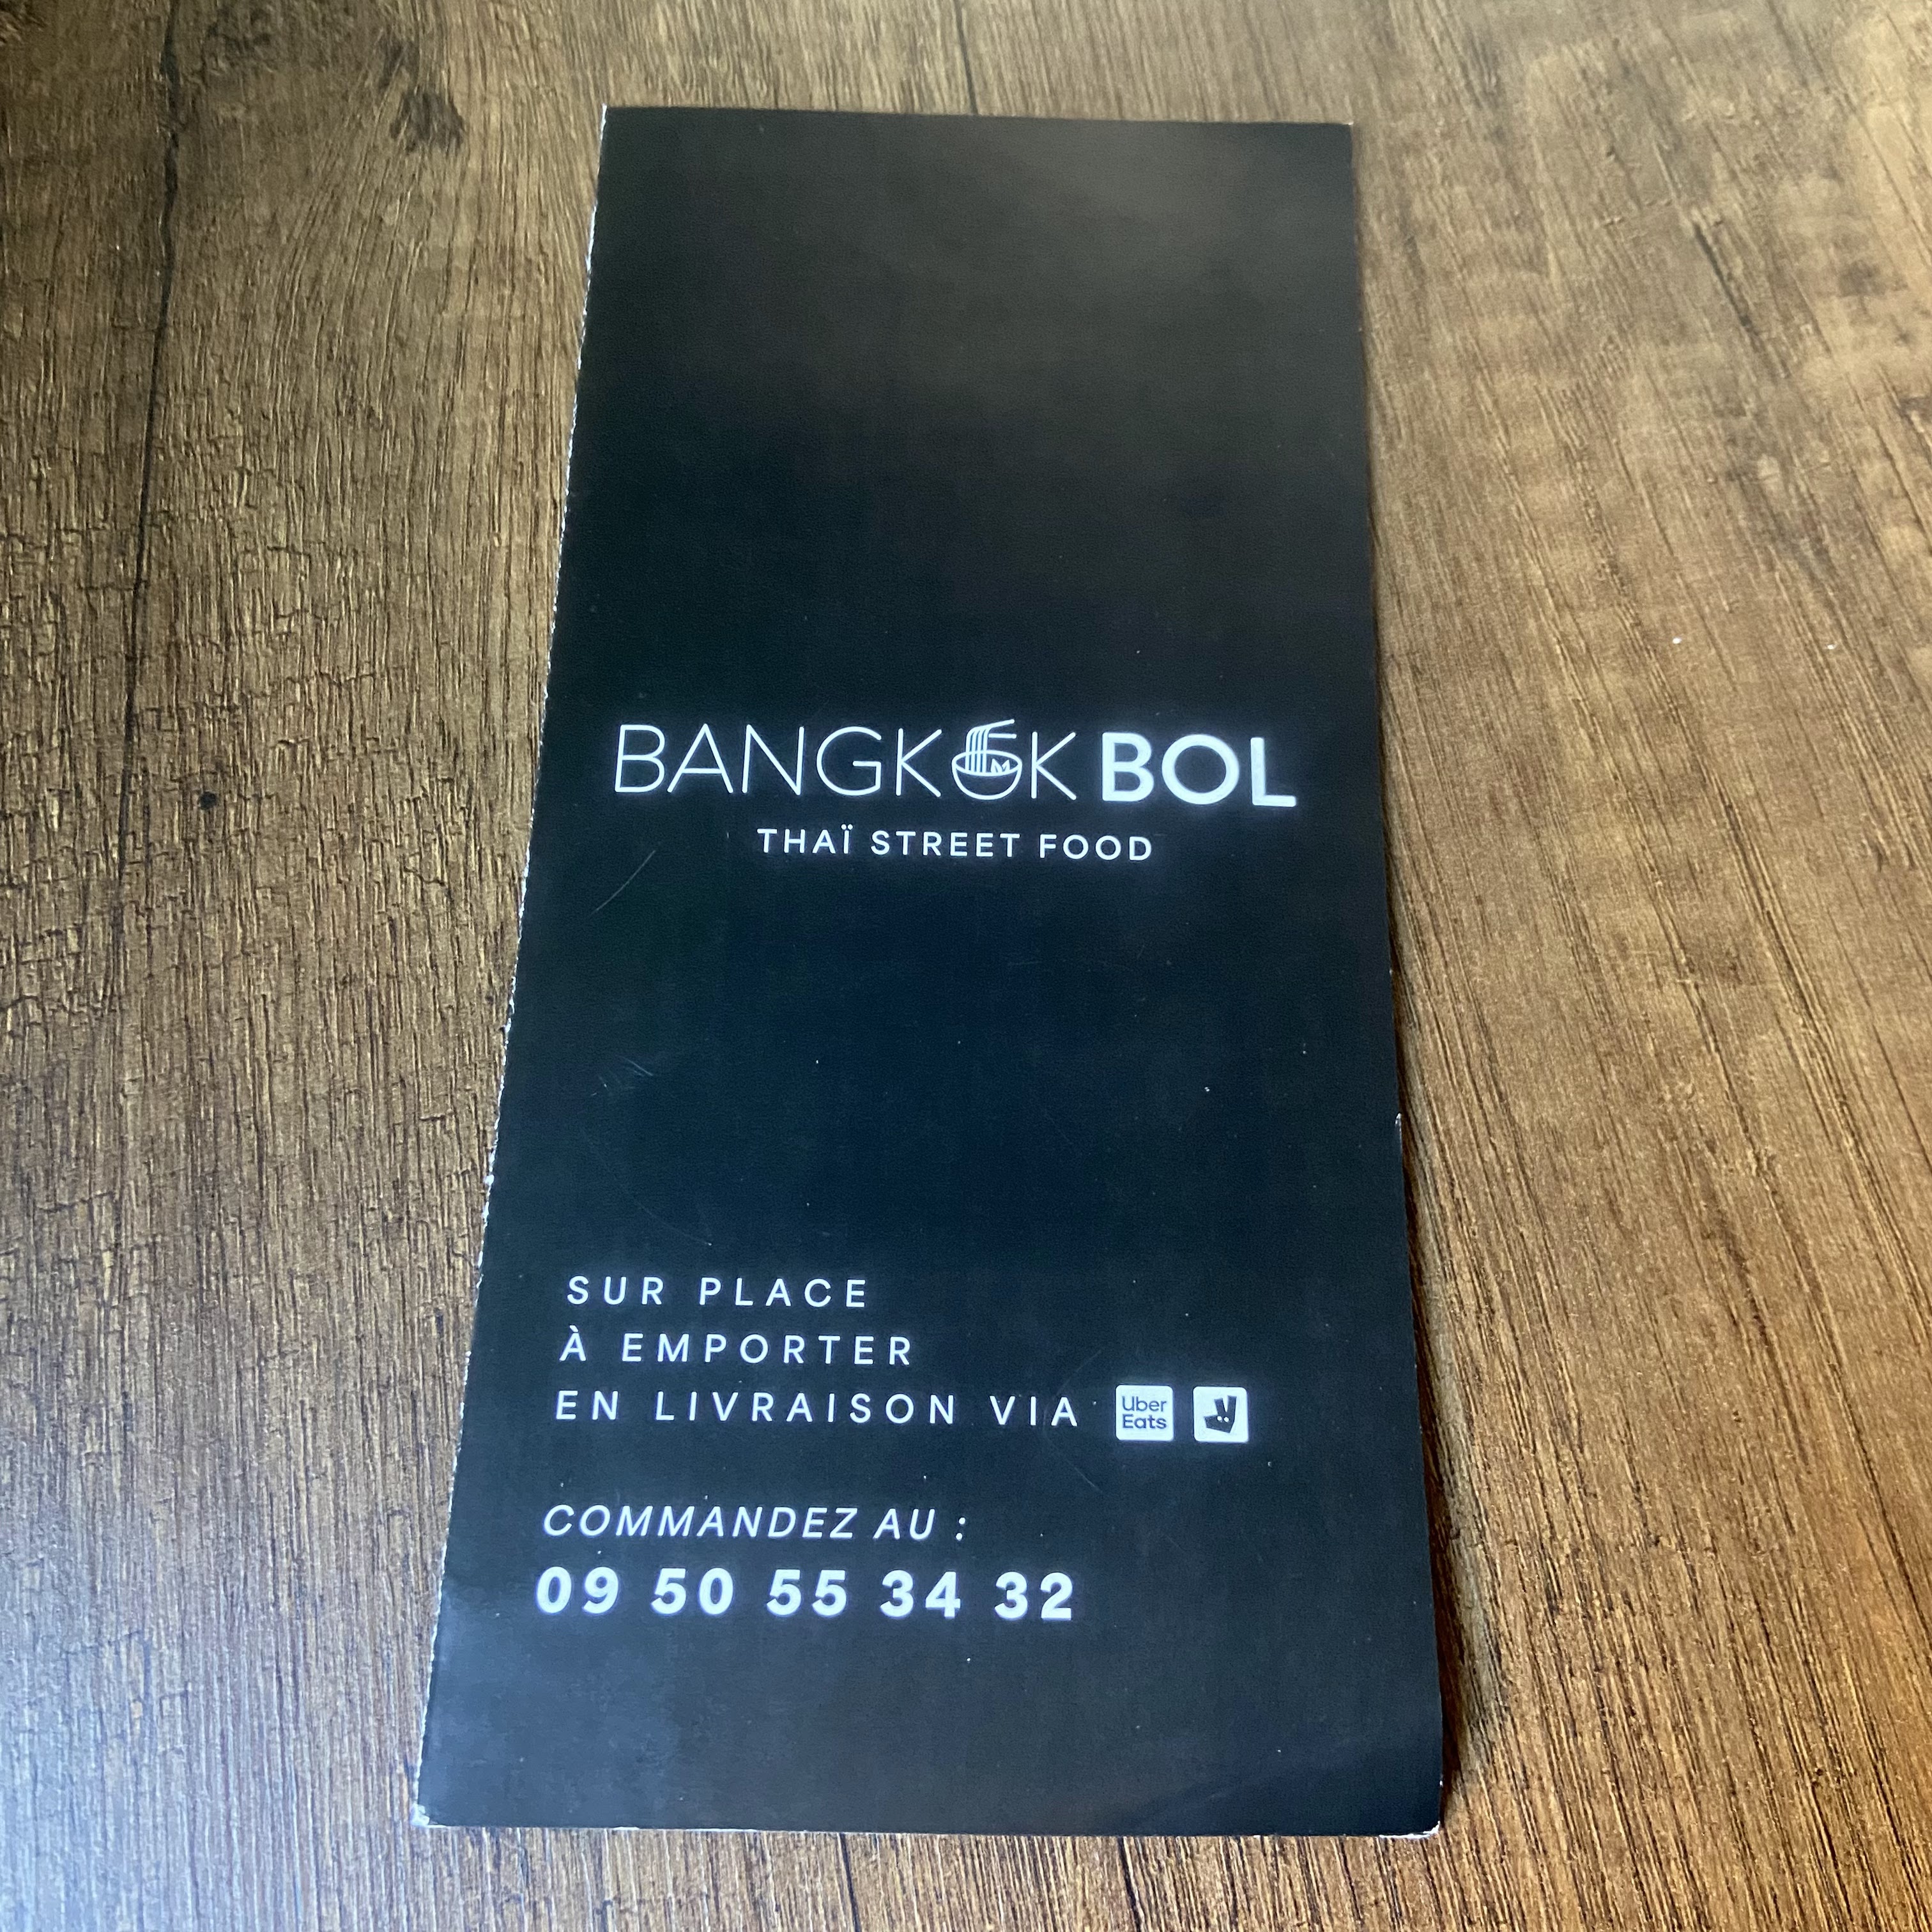 BANGKOK BOL
THAÏ STREET FOOD
SUR PLACE
À EMPORTER
EN LIVRAISON VIA Uber Eats
COMMANDEZ AU :
09 50 55 34 32